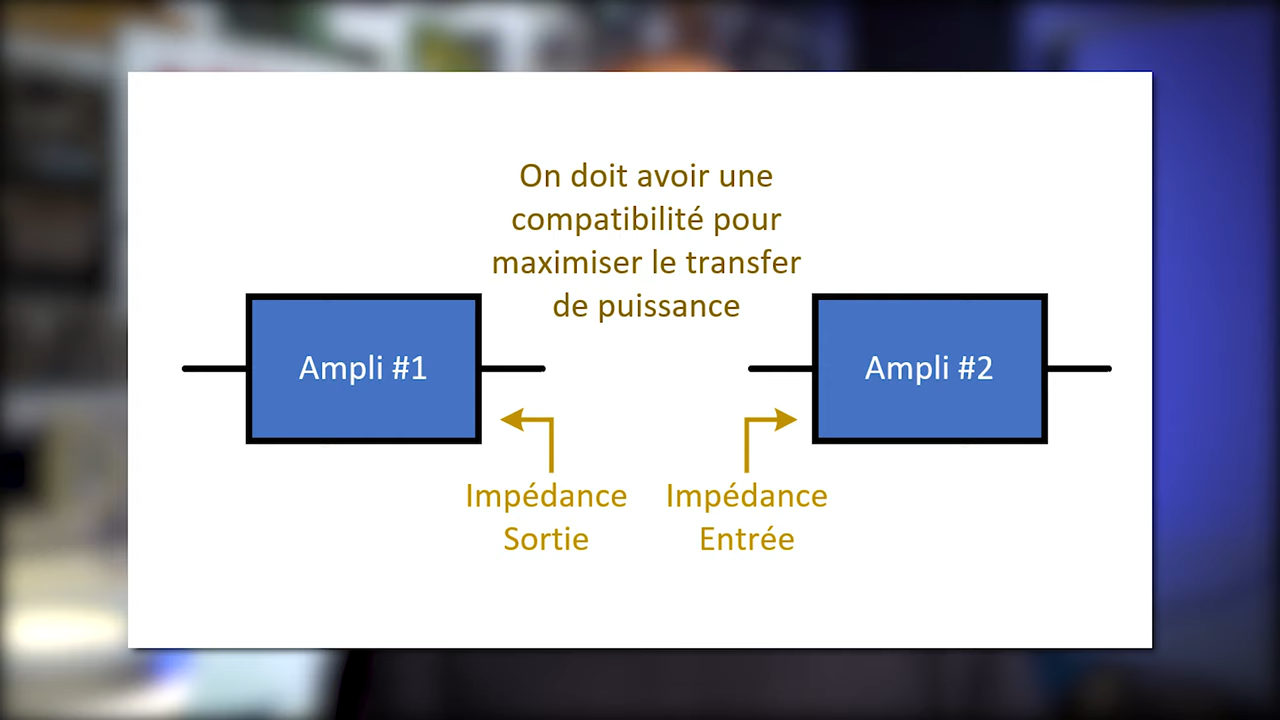 On doit avoir une
compatibilité pour
maximiser le transfer
de puissance
Ampli #1
Ampli #2
Impédance
Sortie
Impédance
Entrée